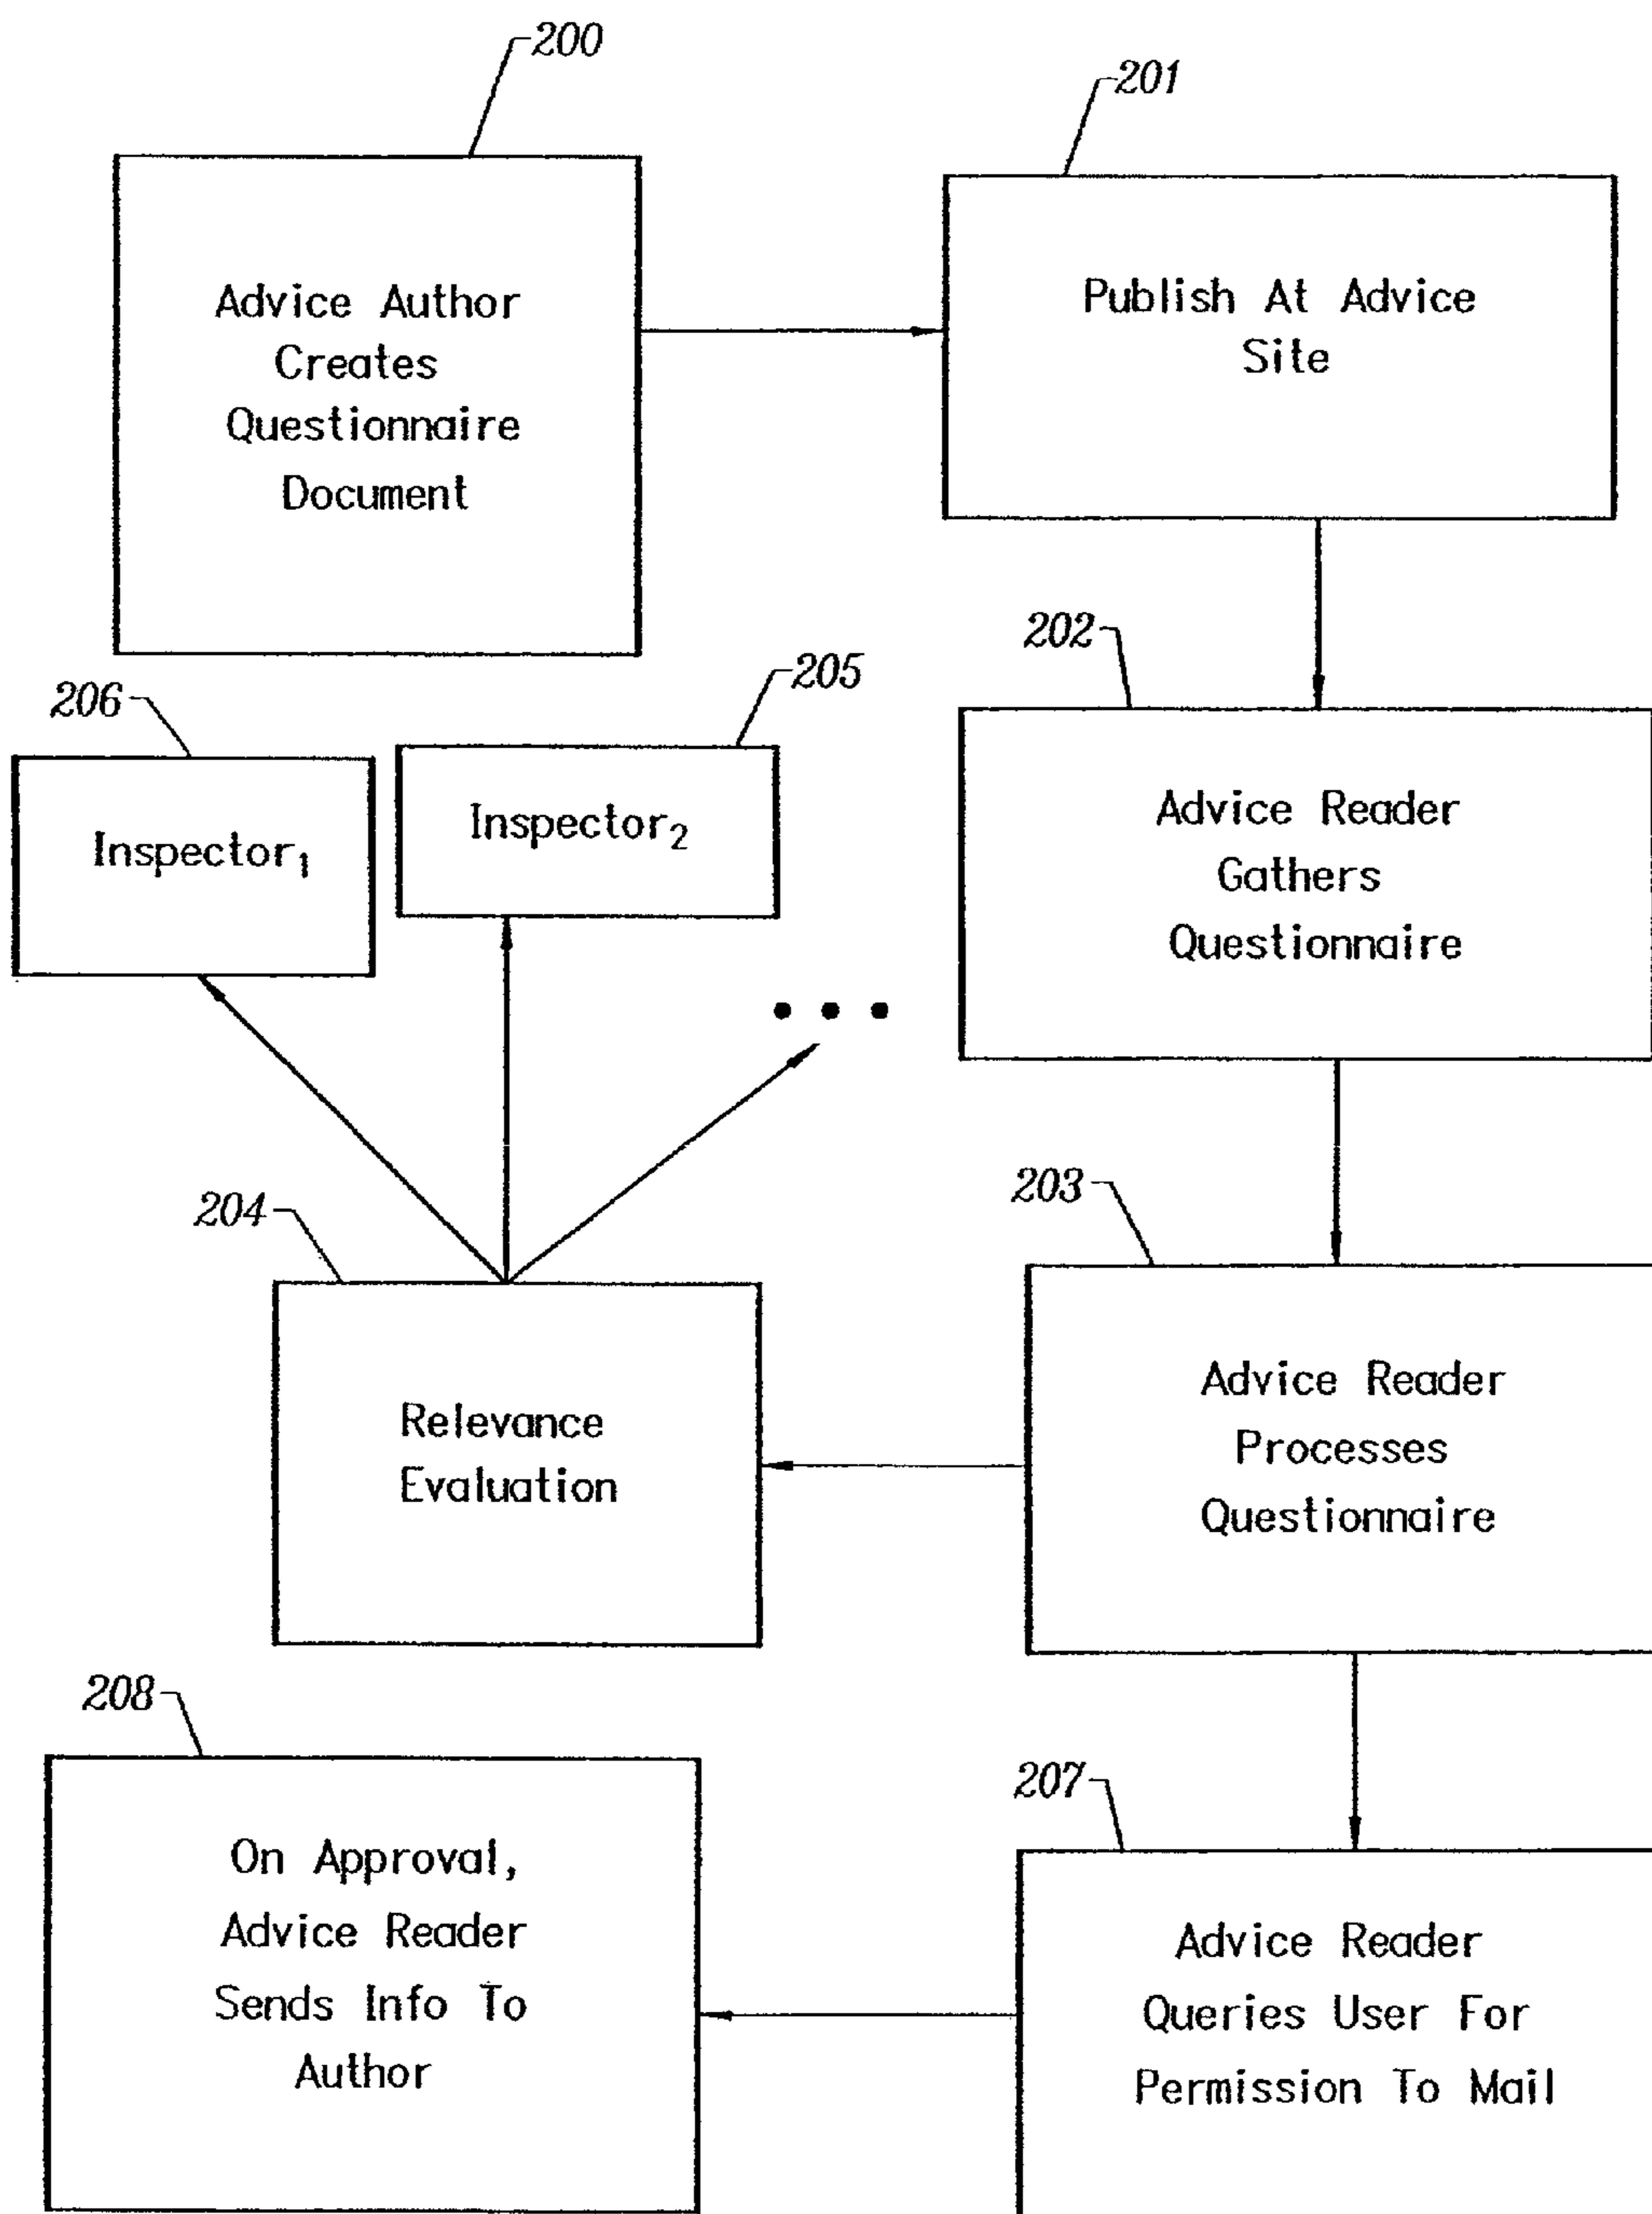 200
Advice Author
Creates
Questionnaire
Document
201
Publish At Advice
Site
202
Advice Reader
Gathers
Questionnaire
206
Inspector₁
205
Inspector₂
• • •
204
Relevance
Evaluation
203
Advice Reader
Processes
Questionnaire
208
On Approval,
Advice Reader
Sends Info To
Author
207
Advice Reader
Queries User For
Permission To Mail